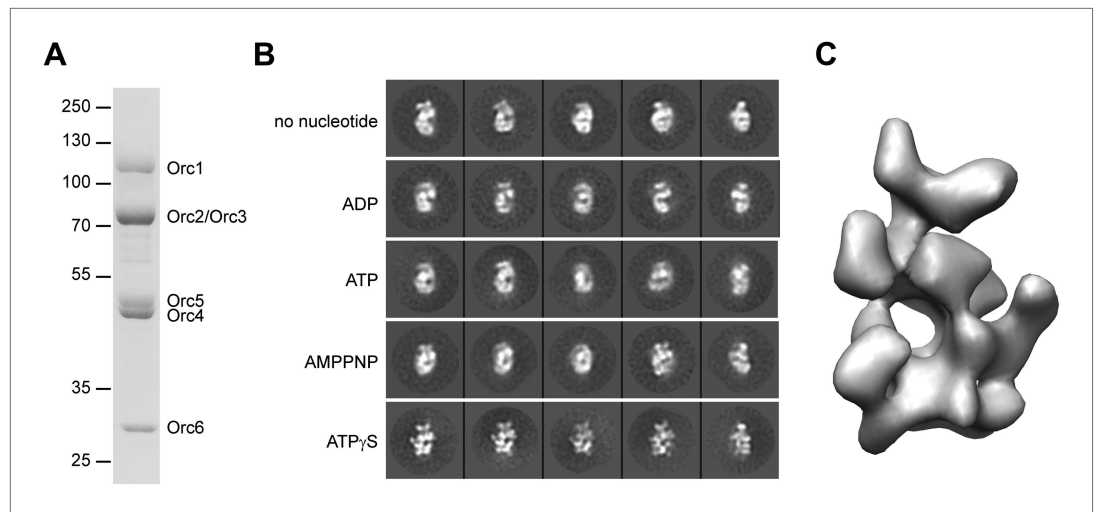 A
B
C
250
130
100
70
55
35
25
Orc1
Orc2/Orc3
Orc5
Orc4
Orc6
no nucleotide
ADP
ATP
AMPPNP
ATPγS